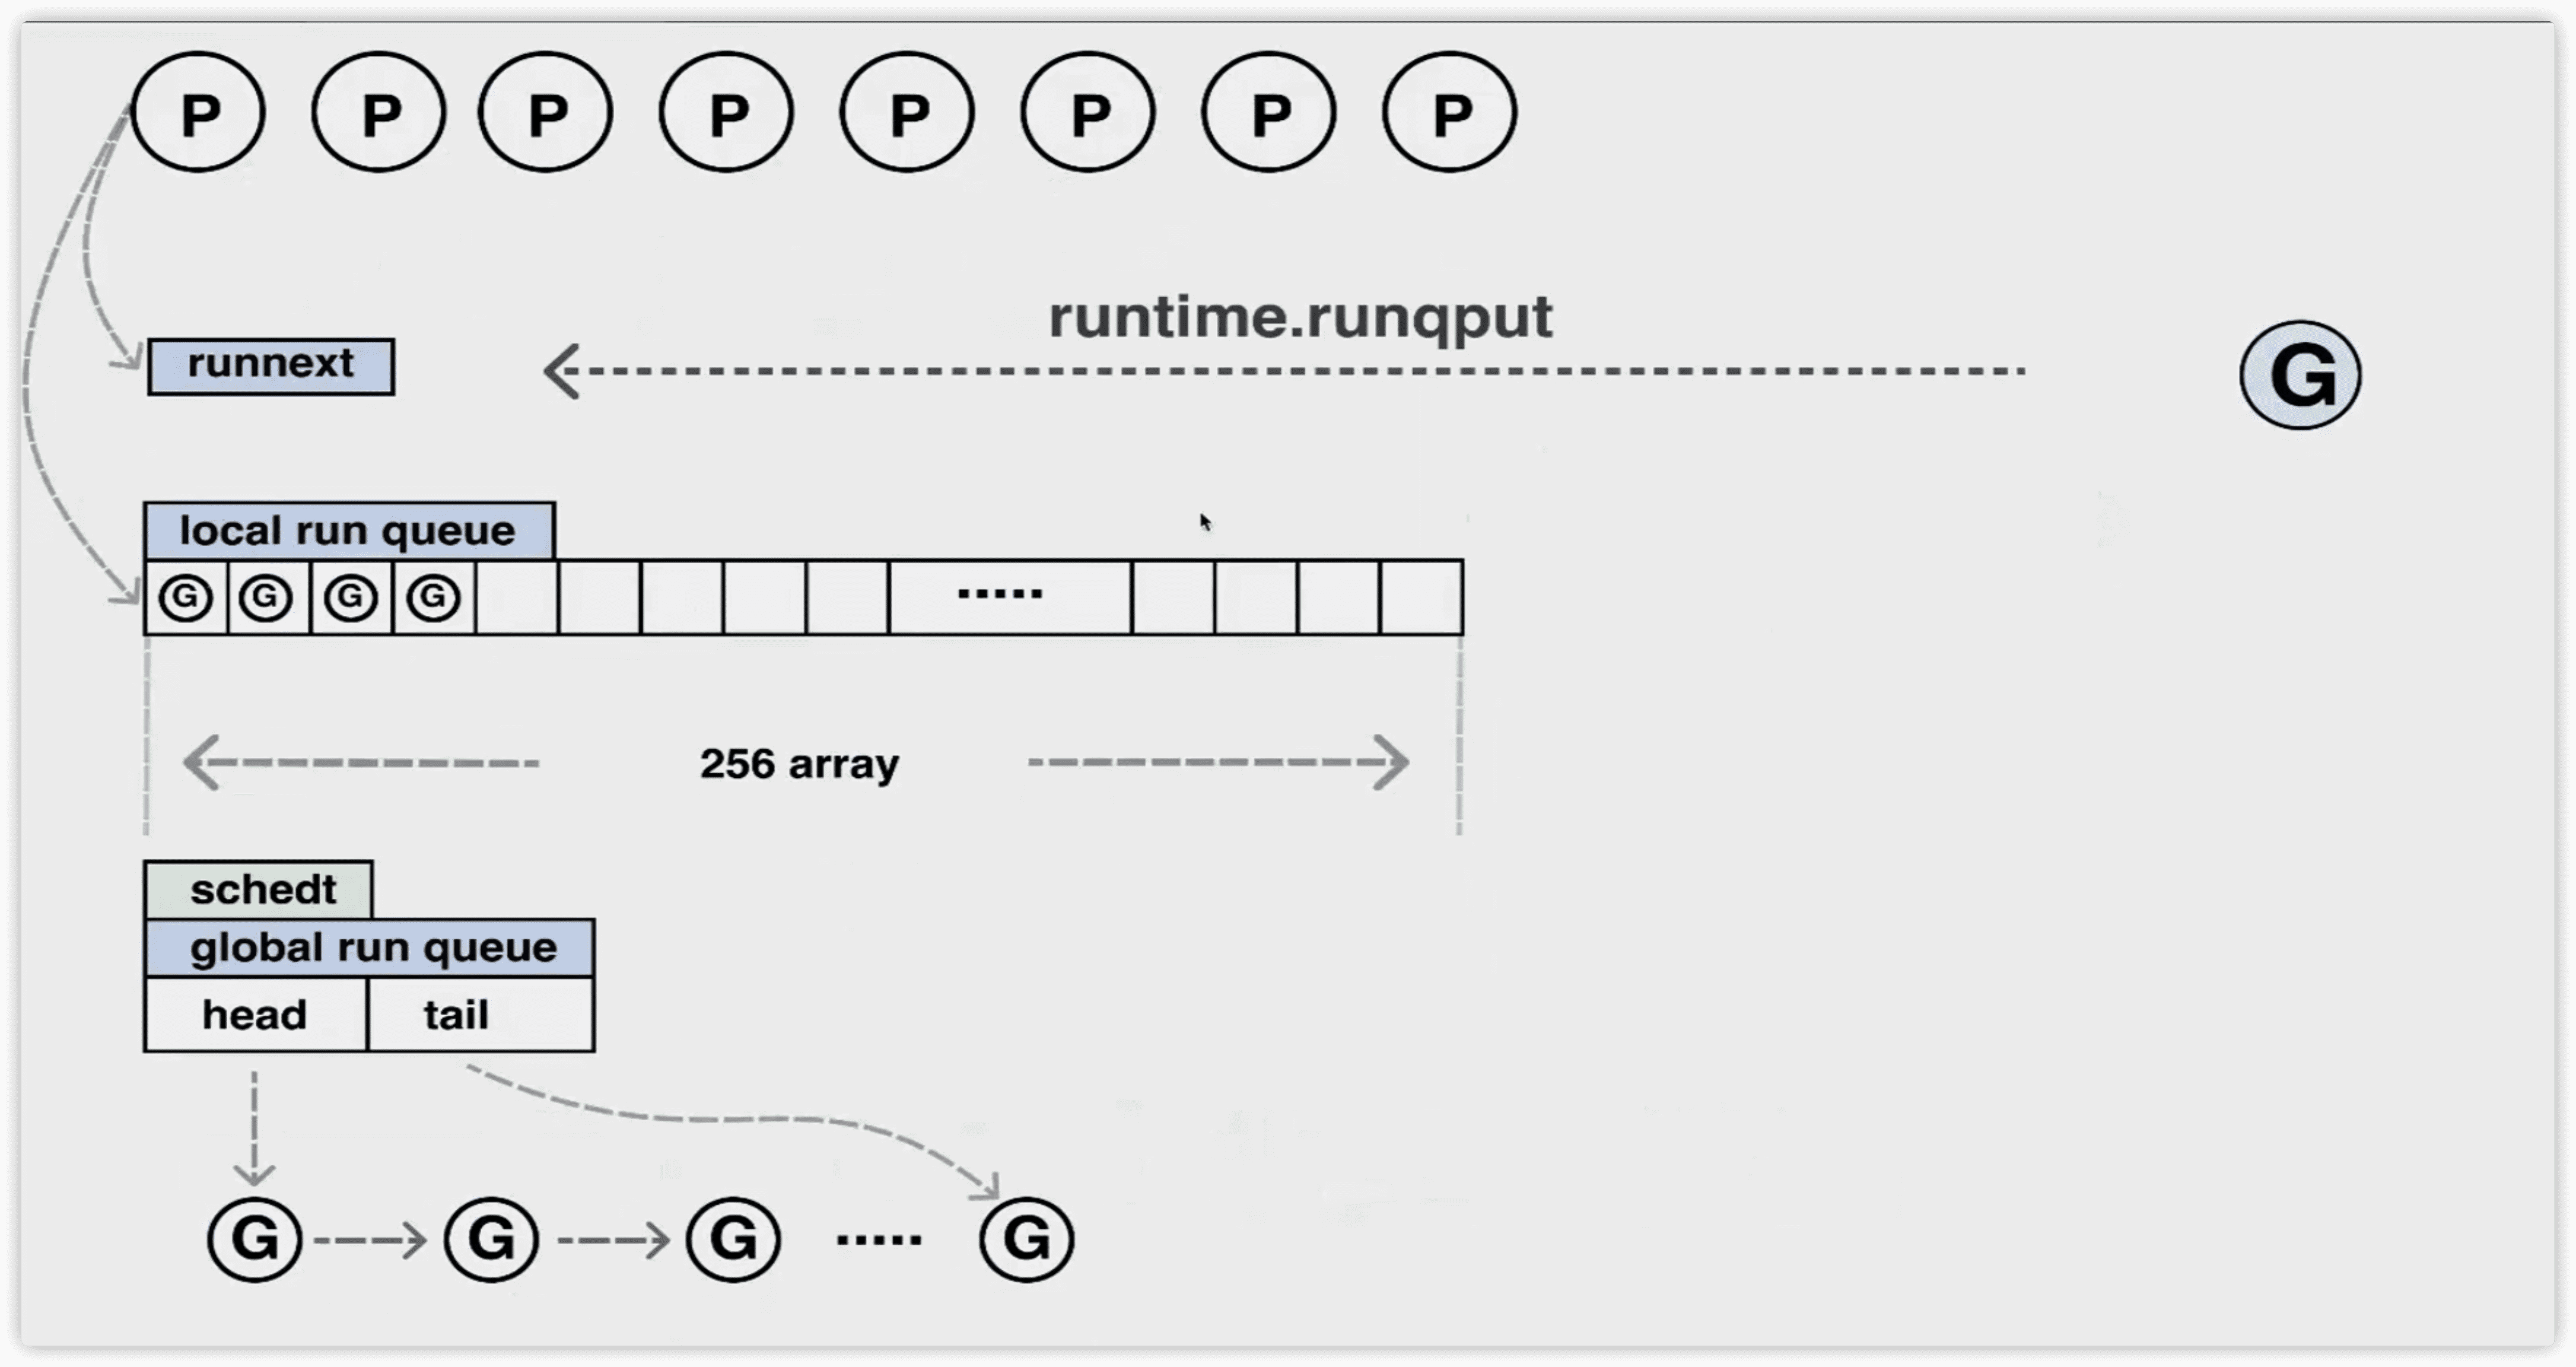 P P P P P P P P
runtime.runqput
runnext
G
local run queue
G G G G .....
256 array
schedt
global run queue
head tail
G G G ..... G